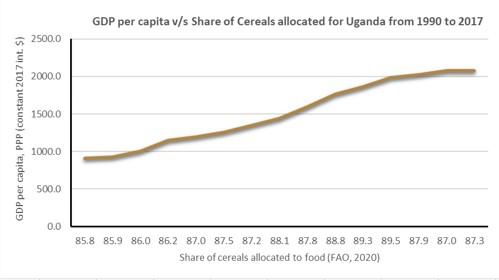 GDP per capita v/s Share of Cereals allocated for Uganda from 1990 to 2017
GDP per capita, PPP (constant 2017 int. $)
2500.0
2000.0
1500.0
1000.0
500.0
0.0
85.8 85.9 86.0 86.2 87.0 87.5 87.2 88.1 87.8 88.8 89.3 89.5 87.9 87.0 87.3
Share of cereals allocated to food (FAO, 2020)